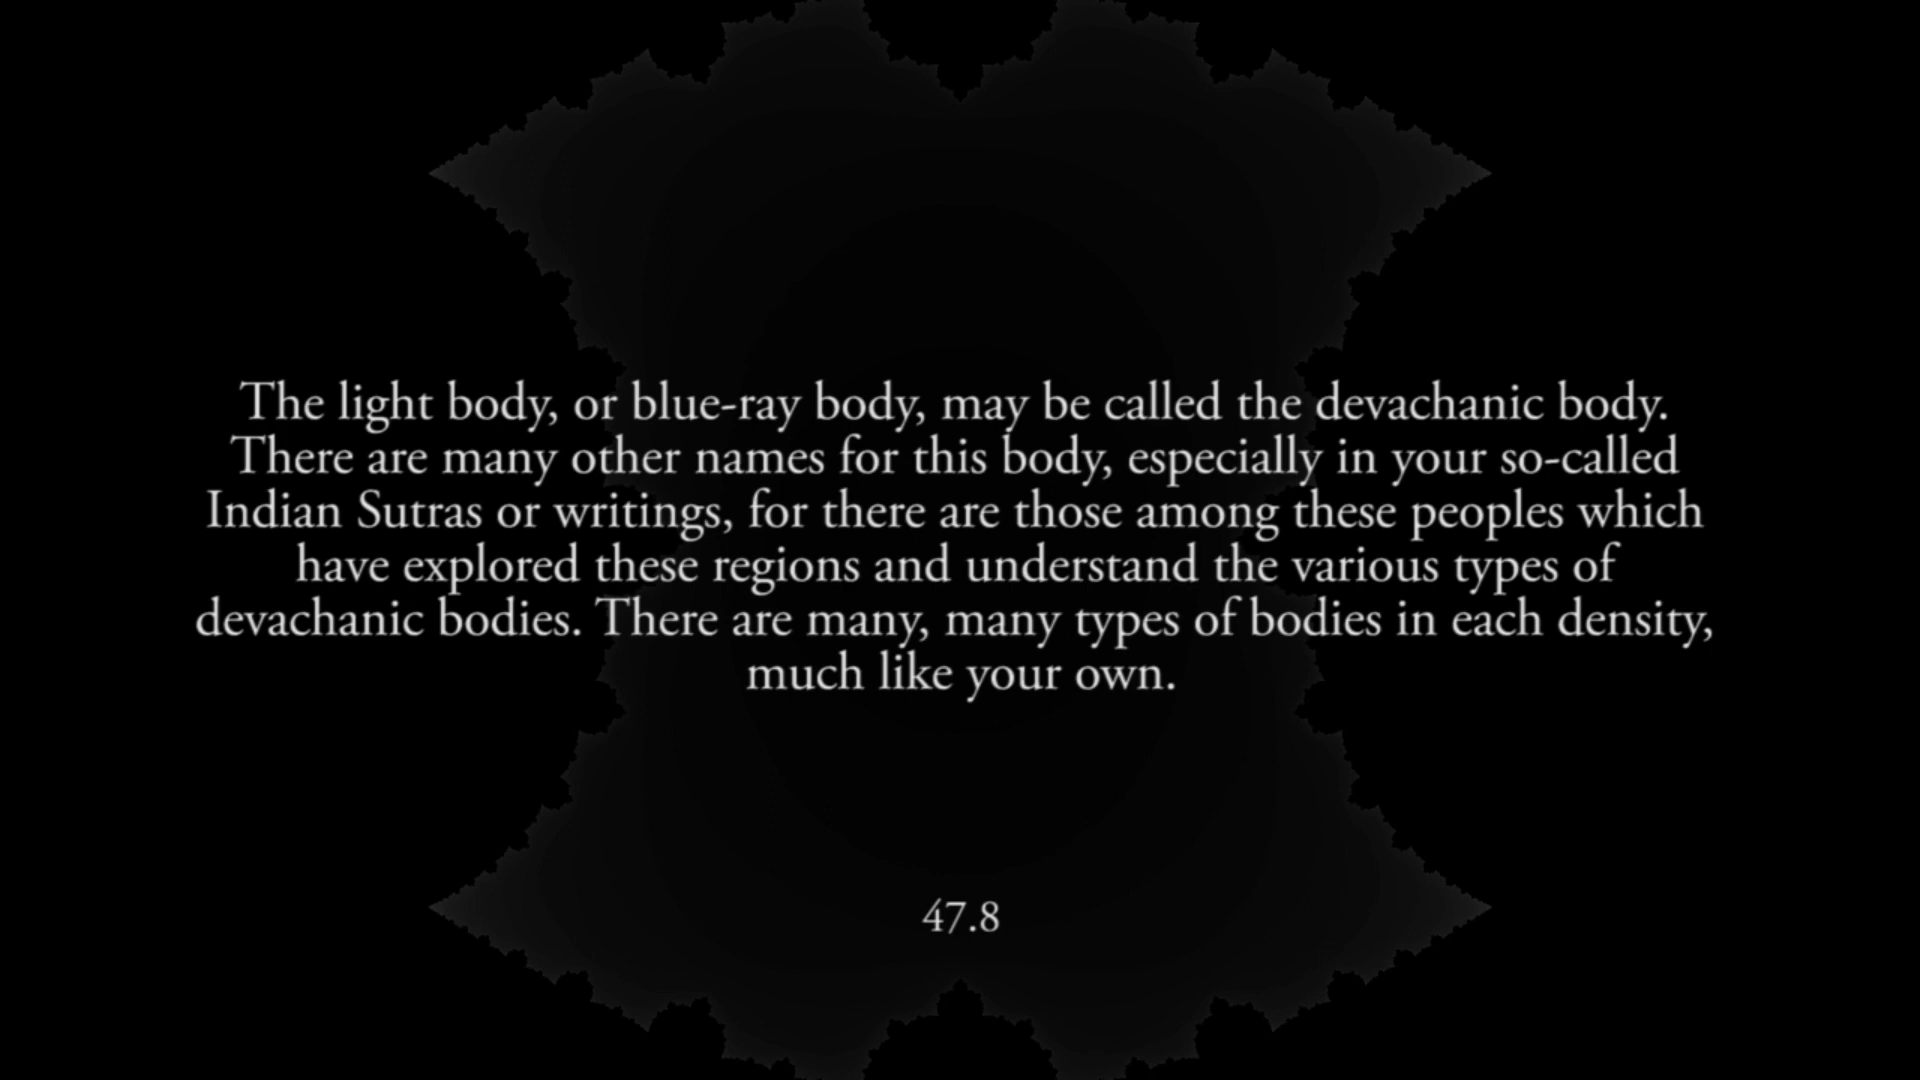 The light body, or blue-ray body, may be called the devachanic body.
There are many other names for this body, especially in your so-called
Indian Sutras or writings, for there are those among these peoples which
have explored these regions and understand the various types of
devachanic bodies. There are many, many types of bodies in each density,
much like your own.
47.8